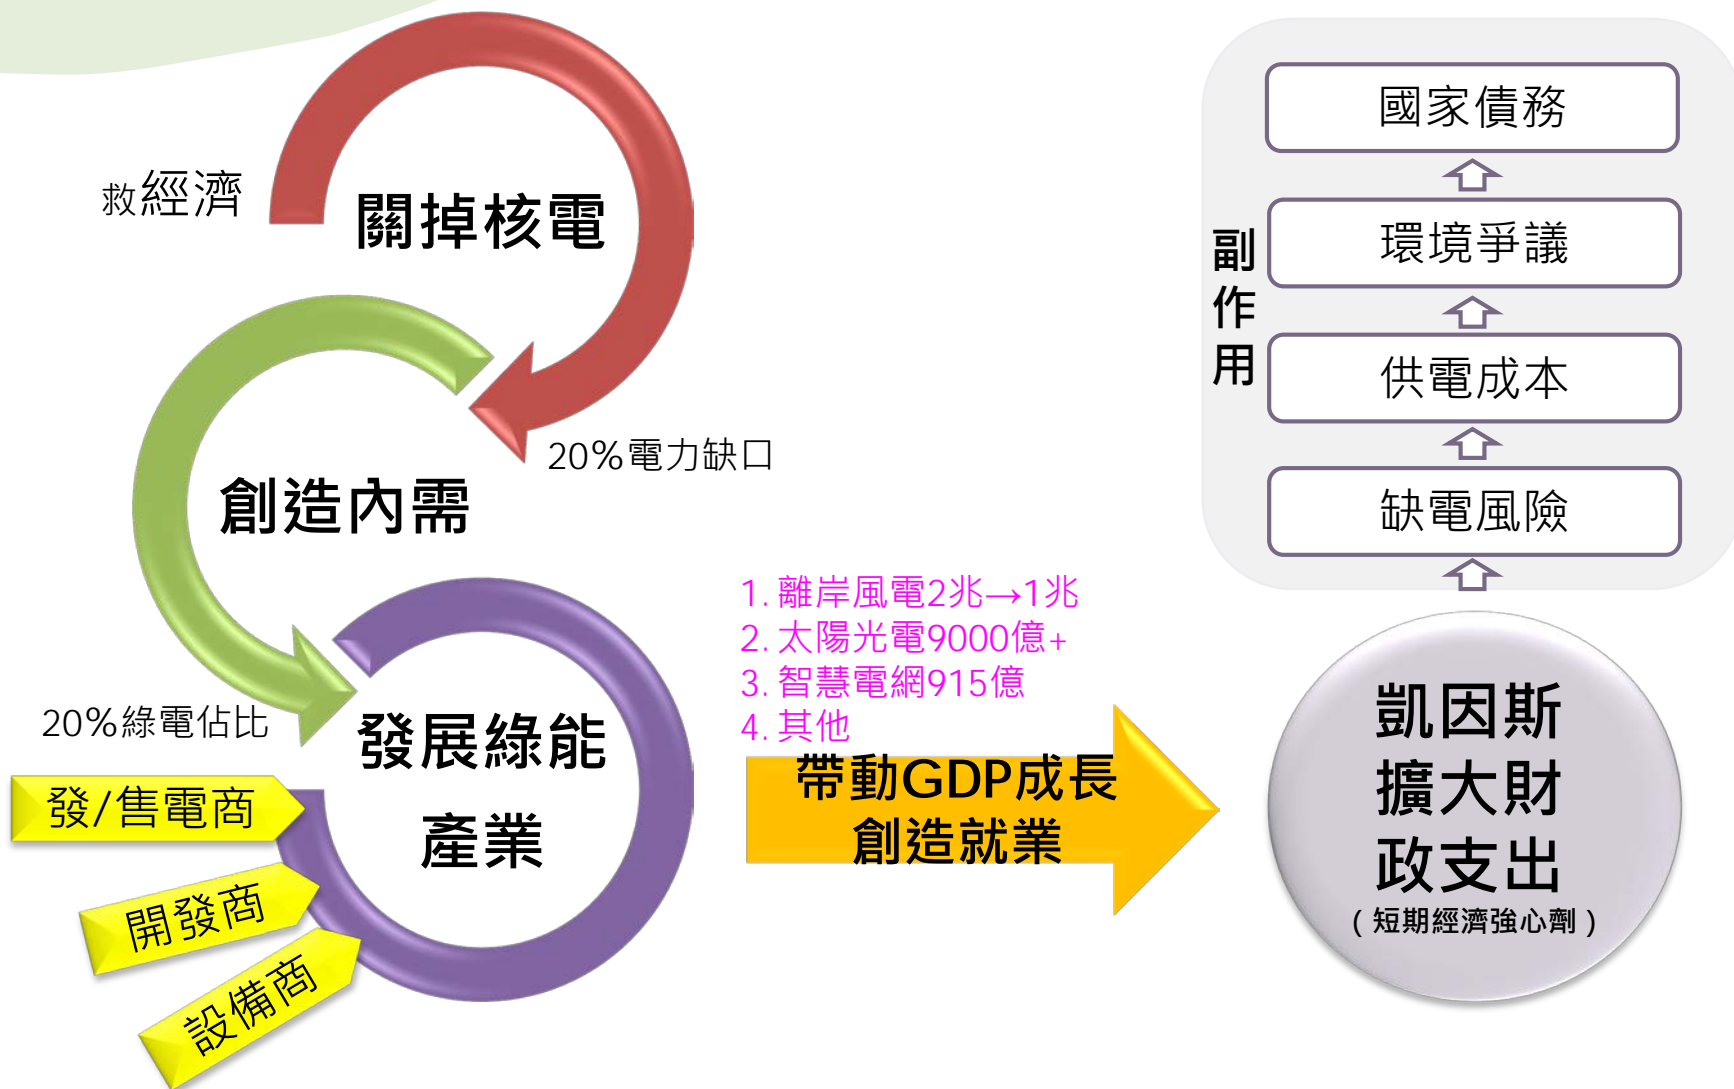 救經濟
關掉核電
20%電力缺口
創造內需
20%綠電佔比
發展綠能
產業
發/售電商
開發商
設備商
1. 離岸風電2兆→1兆
2. 太陽光電9000億+
3. 智慧電網915億
4. 其他
帶動GDP成長
創造就業
凱因斯
擴大財
政支出
(短期經濟強心劑)
副作用
國家債務
環境爭議
供電成本
缺電風險